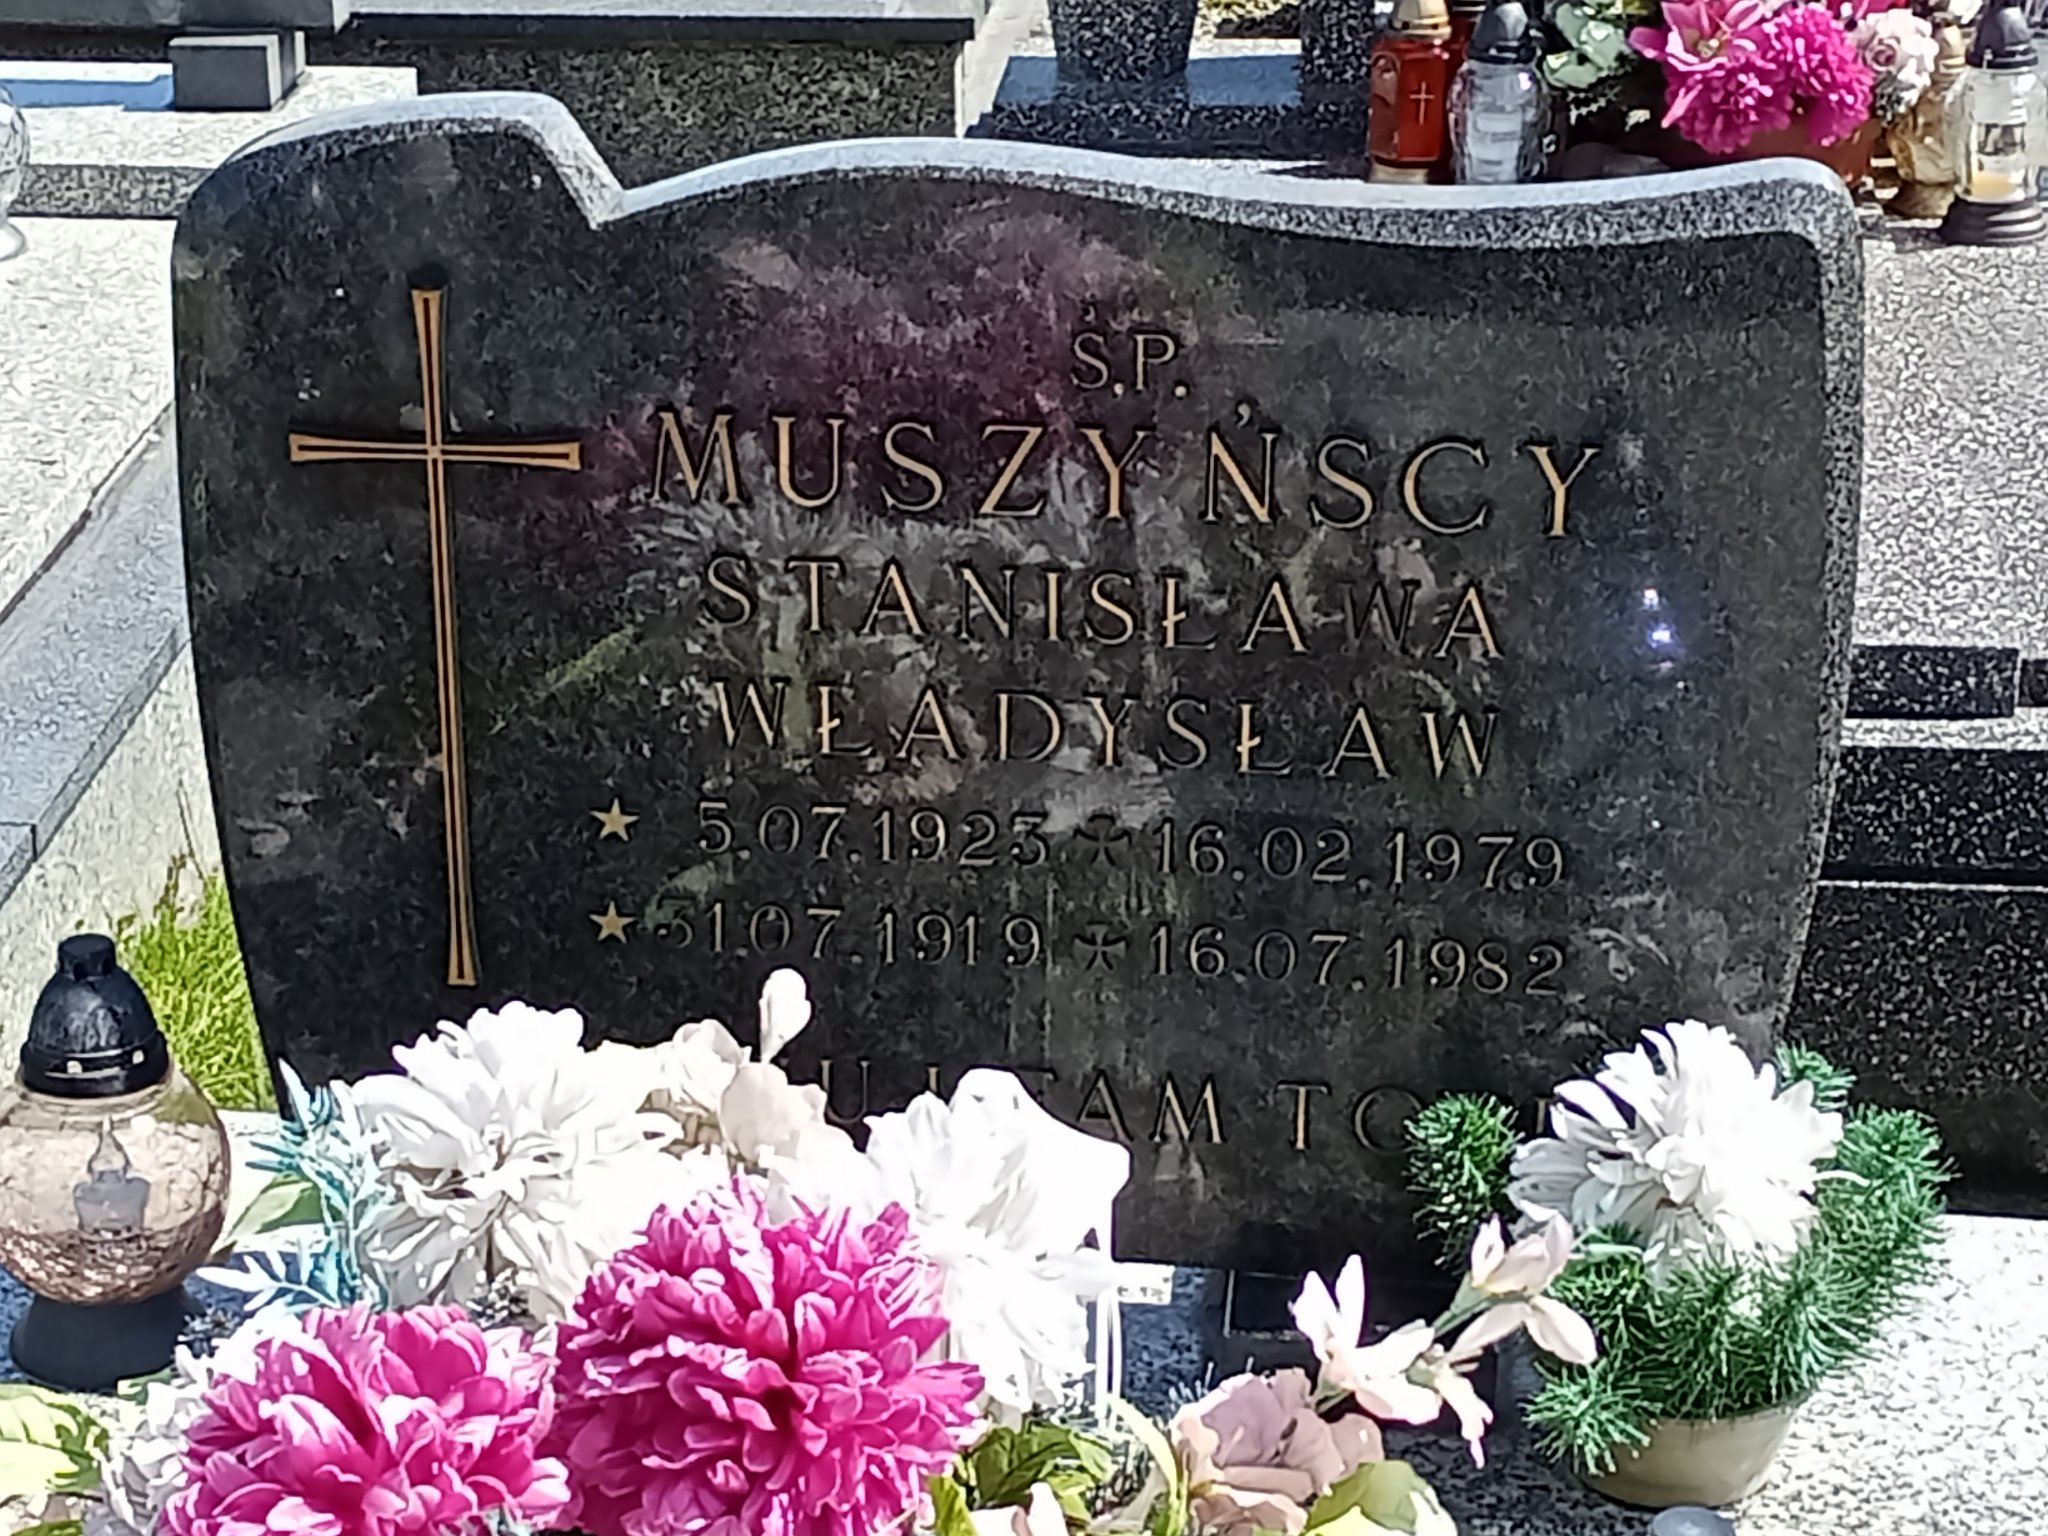 Ś.P.
MUSZYŃSCY
STANISŁAWA
WŁADYSŁAW
★ 5.07.1923 ✠ 16.02.1979
★ 31.07.1919 ✠ 16.07.1982